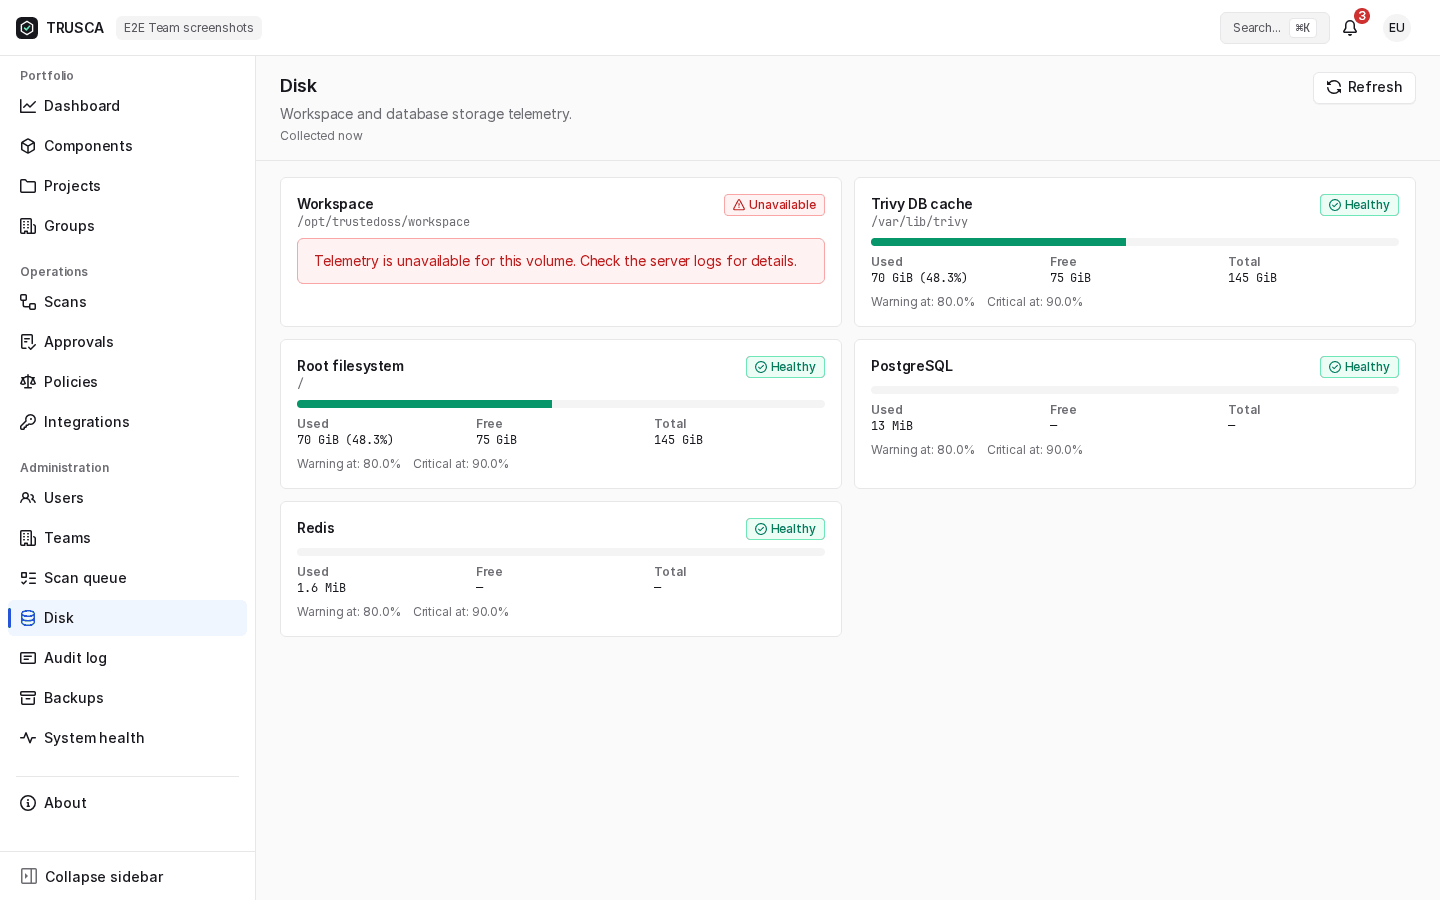 TRUSCA
E2E Team screenshots
Search... ⌘K
3
EU
Portfolio
Dashboard
Components
Projects
Groups
Operations
Scans
Approvals
Policies
Integrations
Administration
Users
Teams
Scan queue
Disk
Audit log
Backups
System health
About
Collapse sidebar
Disk
Workspace and database storage telemetry.
Collected now
Refresh
Workspace
/opt/trustedoss/workspace
Unavailable
Telemetry is unavailable for this volume. Check the server logs for details.
Trivy DB cache
/var/lib/trivy
Healthy
Used Free Total
70 GiB (48.3%) 75 GiB 145 GiB
Warning at: 80.0% Critical at: 90.0%
Root filesystem
/
Healthy
Used Free Total
70 GiB (48.3%) 75 GiB 145 GiB
Warning at: 80.0% Critical at: 90.0%
PostgreSQL
Healthy
Used Free Total
13 MiB — —
Warning at: 80.0% Critical at: 90.0%
Redis
Healthy
Used Free Total
1.6 MiB — —
Warning at: 80.0% Critical at: 90.0%